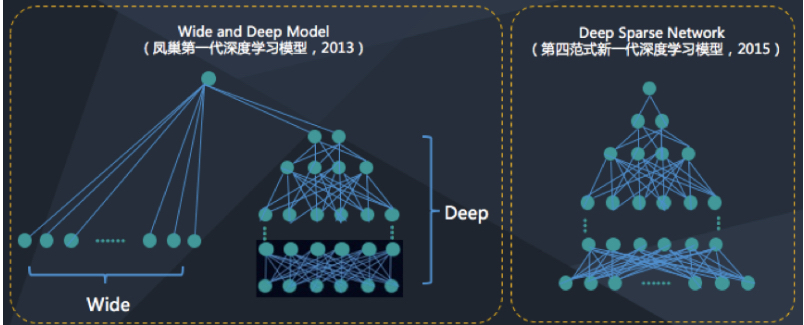 Wide and Deep Model
（凤巢第一代深度学习模型，2013）
Deep
Wide
Deep Sparse Network
（第四范式新一代深度学习模型，2015）